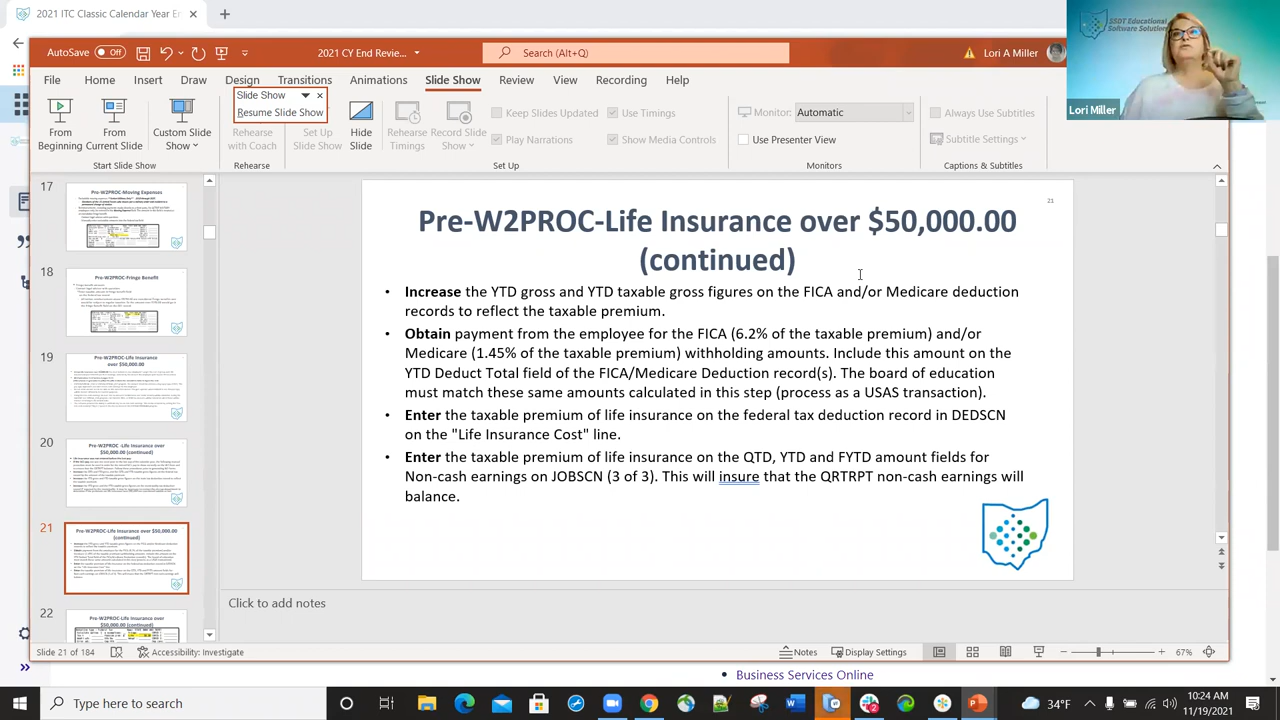 2021 ITC Classic Calendar Year En
SSDT Educational
Software Solutions
Lori Miller
AutoSave Off
2021 CY End Revie...
Search (Alt+Q)
Lori A Miller
File Home Insert Draw Design Transitions Animations Slide Show Review View Recording Help
Slide Show
Resume Slide Show
From
Beginning
From
Current Slide
Custom Slide
Show
Rehearse
with Coach
Set Up
Slide Show
Hide
Slide
Rehearse
Timings
Record Slide
Show
Keep Slides Updated
Play Narrations
Use Timings
Show Media Controls
Monitor: Automatic
Use Presenter View
Always Use Subtitles
Subtitle Settings
Start Slide Show
Rehearse
Set Up
Monitors
Captions & Subtitles
17
Pre-W2PROC-Moving Expenses
18
Pre-W2PROC-Fringe Benefit
19
Pre-W2PROC-Life Insurance
over $50,000.00
20
Pre-W2PROC -Life Insurance over
$50,000.00 (continued)
21
Pre-W2PROC-Life Insurance over $50,000.00
(continued)
22
Pre-W2PROC-Life Insurance over
$50,000.00 (continued)
21
Pre-W2PROC-Life Insurance over $50,000.00
(continued)
• Increase the YTD gross and YTD taxable gross figures on the FICA and/or Medicare deduction
records to reflect the taxable premium.
• Obtain payment from the employee for the FICA (6.2% of the taxable premium) and/or
Medicare (1.45% of the taxable premium) withholding amounts. Include this amount on the
YTD Deduct Total field of the FICA/Medicare Deduction record(s). The board of education
must match these same amounts calculated in this step (process as a USAS transaction).
• Enter the taxable premium of life insurance on the federal tax deduction record in DEDSCN
on the "Life Insurance Cost" line.
• Enter the taxable premium of life insurance on the QTD, YTD and FYTD amount fields for
Non-cash earnings on JOBSCN (3 of 3). This will insure that the QRTRPT non-cash earnings will
balance.
Click to add notes
Slide 21 of 184
Accessibility: Investigate
Notes
Display Settings
67%
• Business Services Online
Type here to search
34°F
10:24 AM
11/19/2021